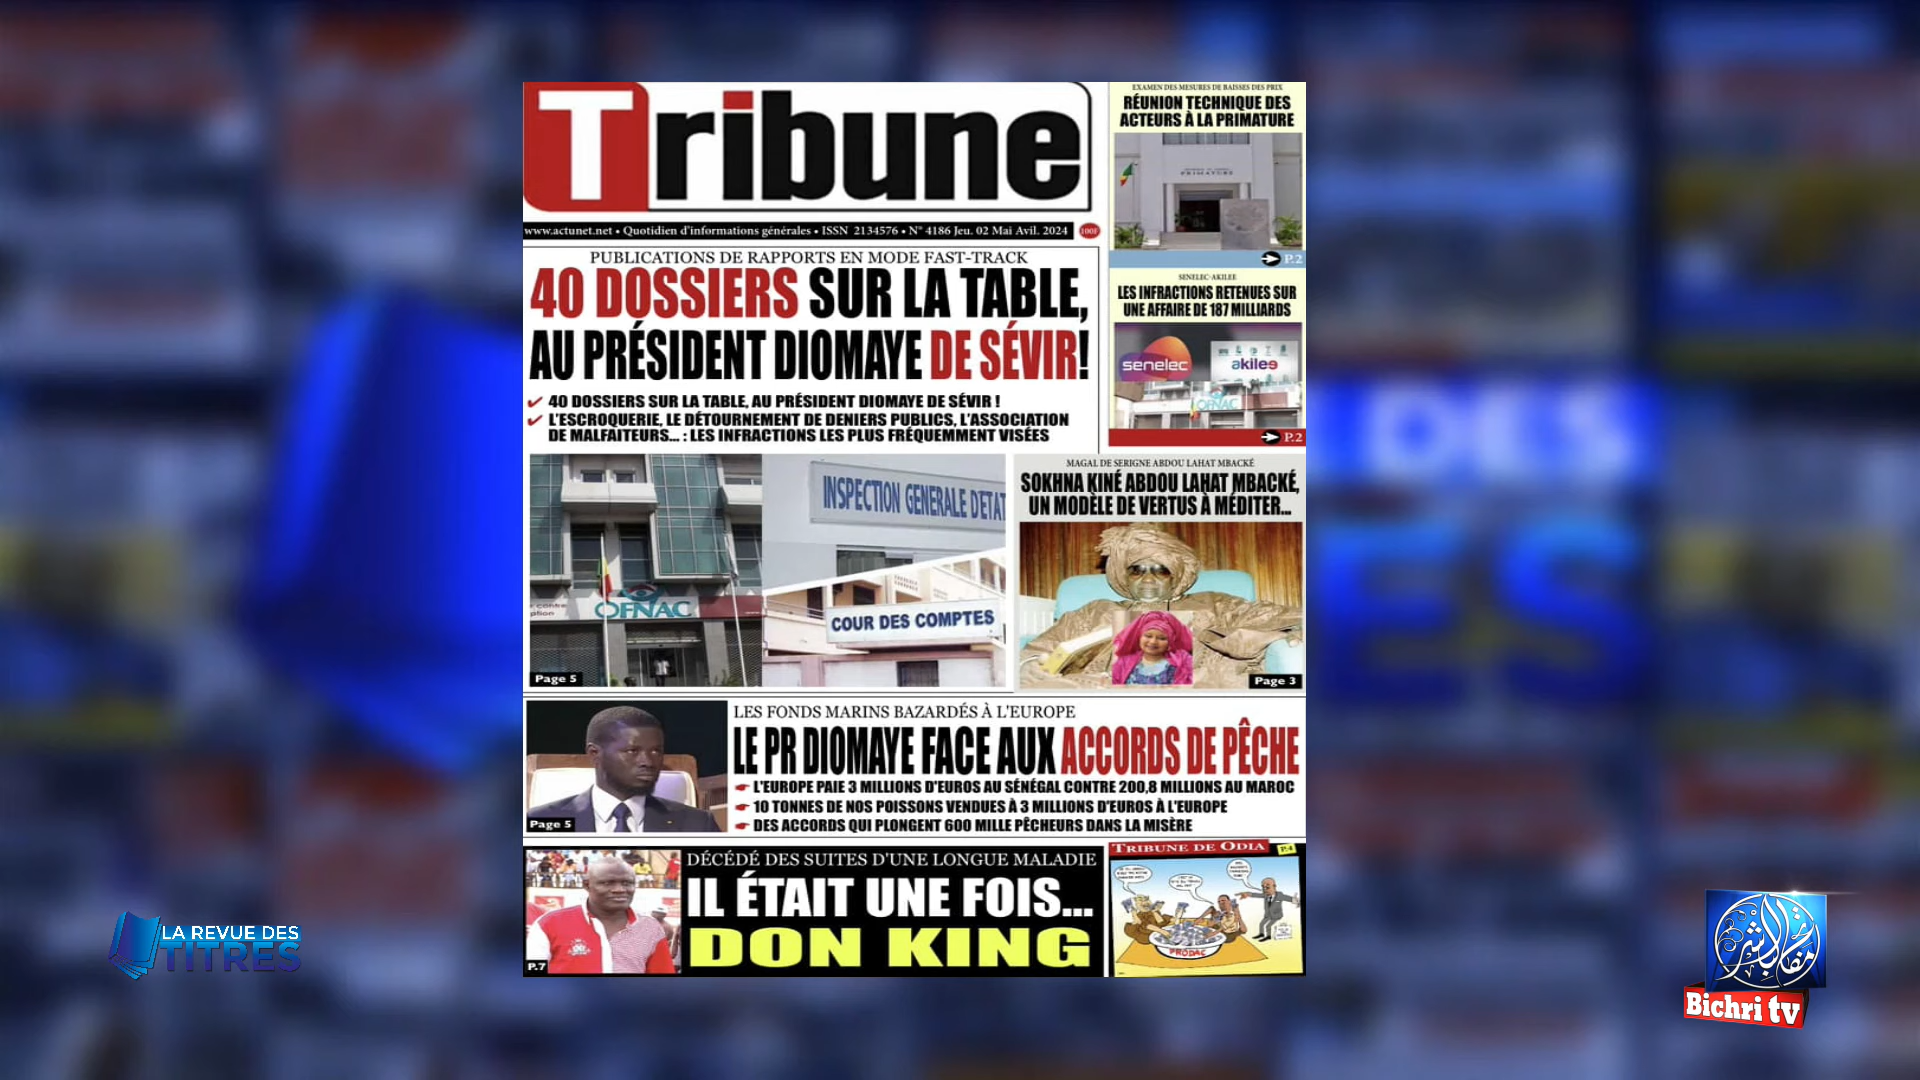 Tribune
www.actunet.net • Quotidien d'informations générales • ISSN 2134576 • N° 4186 Jeu. 02 Mai Avril. 2024
100F
PUBLICATIONS DE RAPPORTS EN MODE FAST-TRACK
40 DOSSIERS SUR LA TABLE,
AU PRÉSIDENT DIOMAYE DE SÉVIR!
40 DOSSIERS SUR LA TABLE, AU PRÉSIDENT DIOMAYE DE SÉVIR !
L'ESCROQUERIE, LE DÉTOURNEMENT DE DENIERS PUBLICS, L'ASSOCIATION
DE MALFAITEURS... : LES INFRACTIONS LES PLUS FRÉQUEMMENT VISÉES
INSPECTION GENERALE D'ETAT
OFNAC
COUR DES COMPTES
Page 5
EXAMEN DES MESURES DE BAISSES DES PRIX
RÉUNION TECHNIQUE DES
ACTEURS À LA PRIMATURE
PRIMATURE
P.2
SENELEC-AKILEE
LES INFRACTIONS RETENUES SUR
UNE AFFAIRE DE 187 MILLIARDS
senelec
akilee
OFNAC
P.2
MAGAL DE SERIGNE ABDOU LAHAT MBACKÉ
SOKHNA KINÉ ABDOU LAHAT MBACKÉ,
UN MODÈLE DE VERTUS À MÉDITER...
Page 3
LES FONDS MARINS BAZARDÉS À L'EUROPE
LE PR DIOMAYE FACE AUX ACCORDS DE PÊCHE
L'EUROPE PAIE 3 MILLIONS D'EUROS AU SÉNÉGAL CONTRE 200,8 MILLIONS AU MAROC
10 TONNES DE NOS POISSONS VENDUES À 3 MILLIONS D'EUROS À L'EUROPE
DES ACCORDS QUI PLONGENT 600 MILLE PÊCHEURS DANS LA MISÈRE
Page 5
DÉCÉDÉ DES SUITES D'UNE LONGUE MALADIE
IL ÉTAIT UNE FOIS...
DON KING
P.7
TRIBUNE DE ODIA
P.4
PRODAC
LA REVUE DES
TITRES
Bichri tv
DES